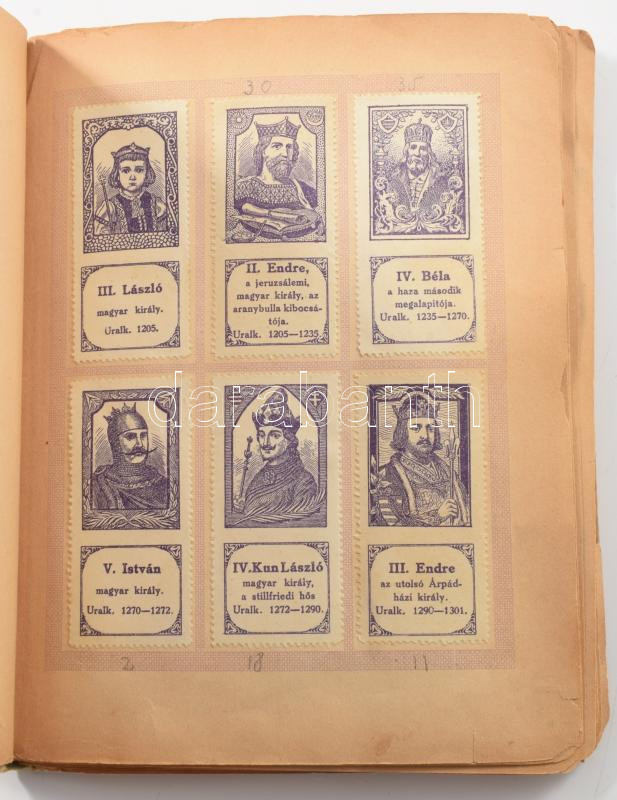 30
35
III. László
magyar király.
Uralk. 1205.
II. Endre,
a jeruzsálemi,
magyar király, az
aranybulla kibocsá-
tója.
Uralk. 1205—1235.
IV. Béla
a haza második
megalapitója.
Uralk. 1235—1270.
darabanth
V. István
magyar király.
Uralk. 1270—1272.
IV. Kun László
magyar király,
a stillfriedi hős
Uralk. 1272—1290.
III. Endre
az utolsó Árpád-
házi király.
Uralk. 1290—1301.
2
18
11